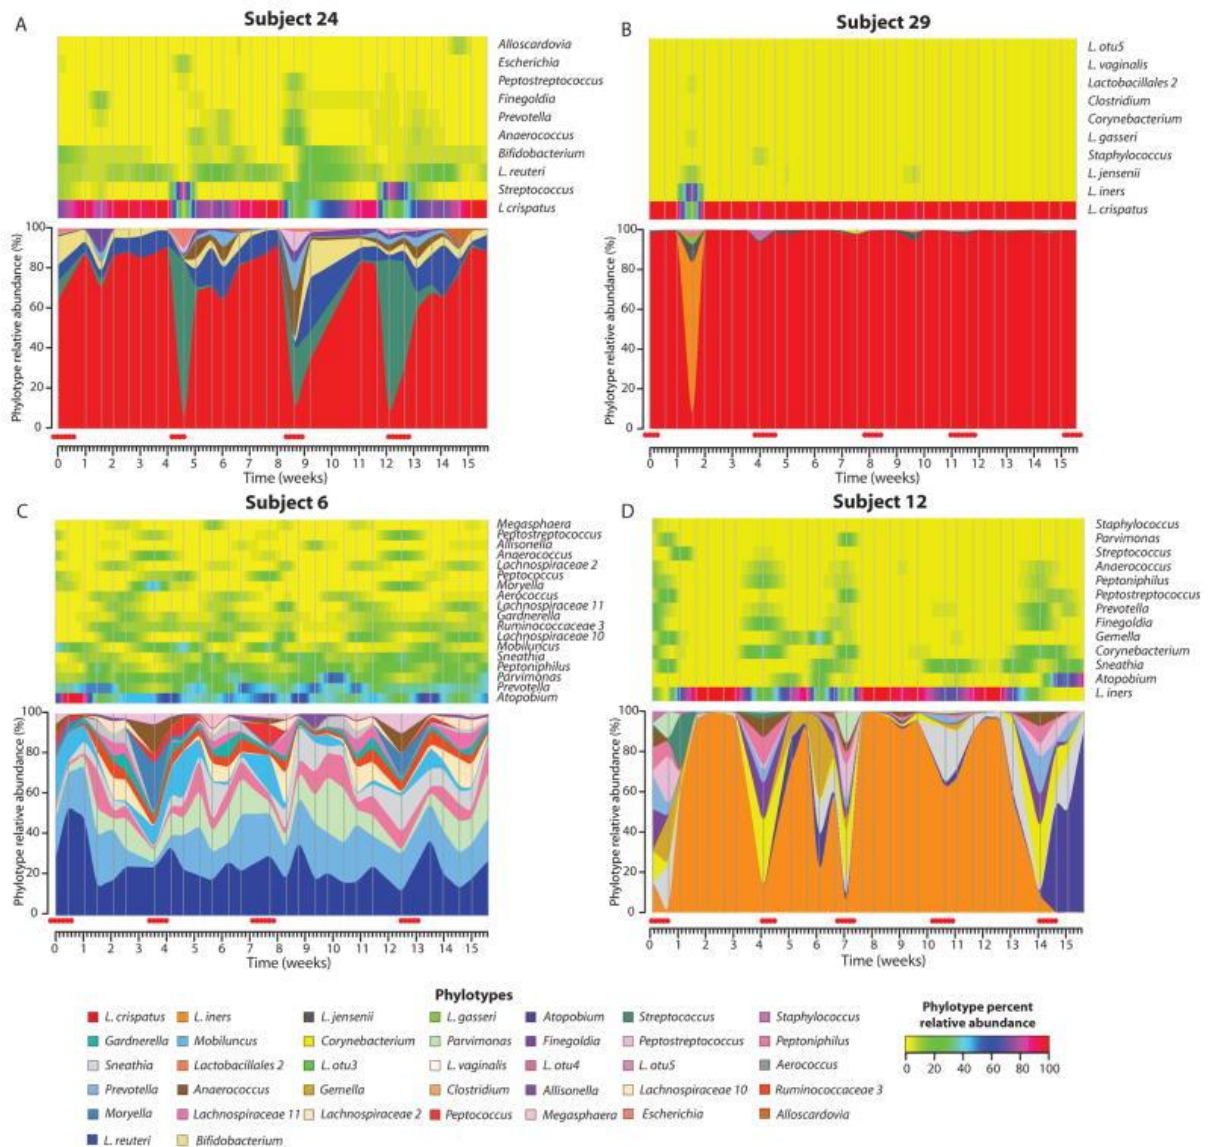 A
Subject 24
Alloscardovia
Escherichia
Peptostreptococcus
Finegoldia
Prevotella
Anaerococcus
Bifidobacterium
L. reuteri
Streptococcus
L crispatus
Phylotype relative abundance (%)
100
80
60
40
20
0
0 1 2 3 4 5 6 7 8 9 10 11 12 13 14 15
Time (weeks)
B
Subject 29
L. otu5
L. vaginalis
Lactobacillales 2
Clostridium
Corynebacterium
L. gasseri
Staphylococcus
L. jensenii
L. iners
L. crispatus
Phylotype relative abundance (%)
100
80
60
40
20
0
0 1 2 3 4 5 6 7 8 9 10 11 12 13 14 15
Time (weeks)
C
Subject 6
Megasphaera
Peptostreptococcus
Allisonella
Anaerococcus
Lachnospiraceae 2
Peptococcus
Moryella
Aerococcus
Lachnospiraceae 11
Gardnerella
Ruminococcaceae 3
Lachnospiraceae 10
Mobiluncus
Sneathia
Peptoniphilus
Parvimonas
Prevotella
Atopobium
Phylotype relative abundance (%)
100
80
60
40
20
0
0 1 2 3 4 5 6 7 8 9 10 11 12 13 14 15
Time (weeks)
D
Subject 12
Staphylococcus
Parvimonas
Streptococcus
Anaerococcus
Peptoniphilus
Peptostreptococcus
Prevotella
Finegoldia
Gemella
Corynebacterium
Sneathia
Atopobium
L. iners
Phylotype relative abundance (%)
100
80
60
40
20
0
0 1 2 3 4 5 6 7 8 9 10 11 12 13 14 15
Time (weeks)
Phylotypes
L. crispatus L. iners L. jensenii L. gasseri Atopobium Streptococcus Staphylococcus
Gardnerella Mobiluncus Corynebacterium Parvimonas Finegoldia Peptostreptococcus Peptoniphilus
Sneathia Lactobacillales 2 L. otu3 L. vaginalis L. otu4 L. otu5 Aerococcus
Prevotella Anaerococcus Gemella Clostridium Allisonella Lachnospiraceae 10 Ruminococcaceae 3
Moryella Lachnospiraceae 11 Lachnospiraceae 2 Peptococcus Megasphaera Escherichia Alloscardovia
L. reuteri Bifidobacterium
Phylotype percent
relative abundance
0 20 40 60 80 100